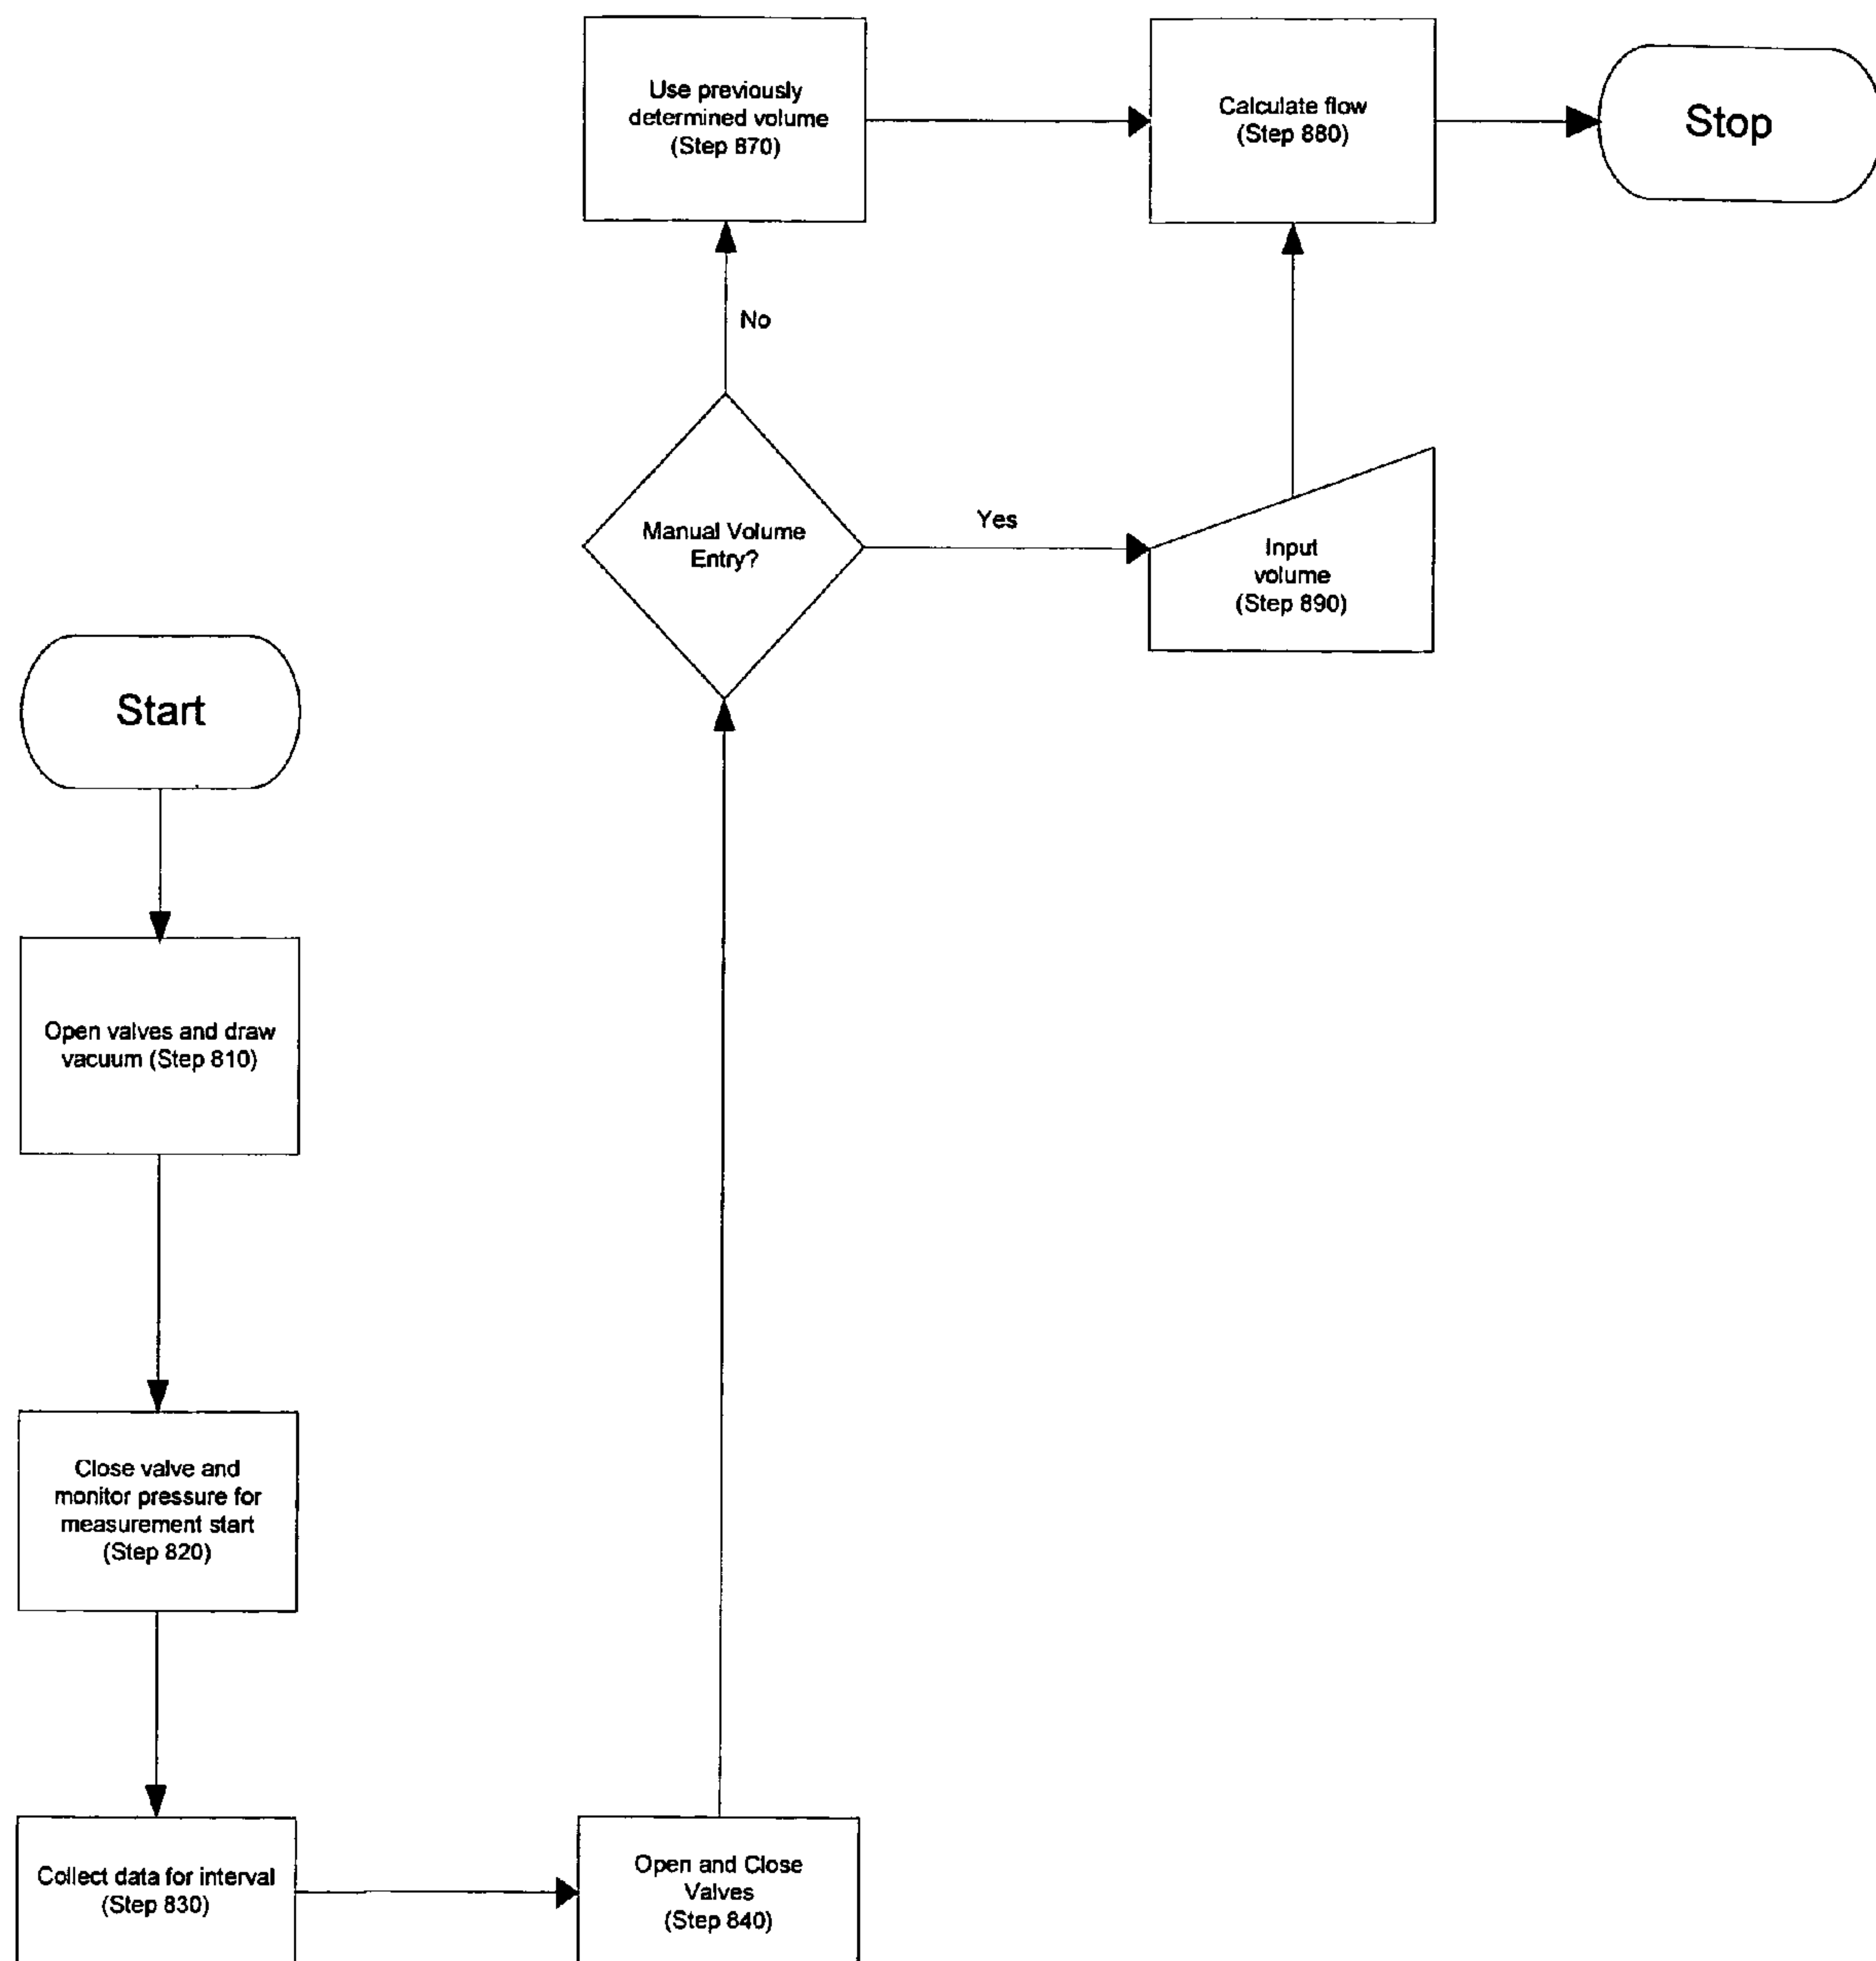 Start
Open valves and draw
vacuum (Step 810)
Close valve and
monitor pressure for
measurement start
(Step 820)
Collect data for interval
(Step 830)
Open and Close
Valves
(Step 840)
Manual Volume
Entry?
No
Yes
Use previously
determined volume
(Step 870)
Input
volume
(Step 890)
Calculate flow
(Step 880)
Stop